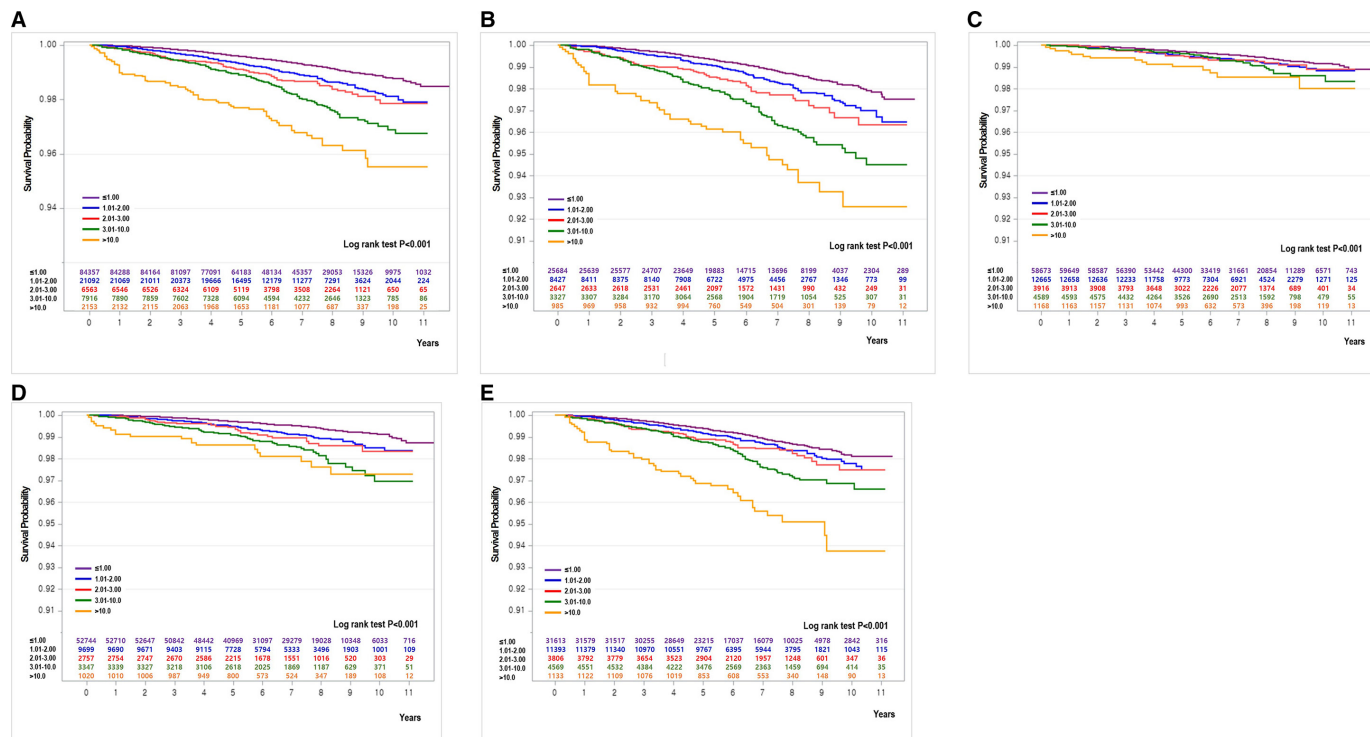 A
Survival Probability
1.00
0.98
0.96
0.94
≤1.00
1.01-2.00
2.01-3.00
3.01-10.0
>10.0
Log rank test P<0.001
≤1.00 84357 84288 84164 81097 77091 64183 48134 45357 29053 15326 9975 1032
1.01-2.00 21092 21069 21011 20373 19666 16495 12179 11277 7291 3624 2044 224
2.01-3.00 6563 6546 6526 6324 6109 5119 3798 3508 2264 1121 650 65
3.01-10.0 7916 7890 7859 7602 7328 6094 4594 4232 2646 1323 785 86
>10.0 2153 2132 2115 2063 1968 1653 1181 1077 687 337 198 25
0 1 2 3 4 5 6 7 8 9 10 11
Years
B
Survival Probability
1.00
0.99
0.98
0.97
0.96
0.95
0.94
0.93
0.92
0.91
≤1.00
1.01-2.00
2.01-3.00
3.01-10.0
>10.0
Log rank test P<0.001
≤1.00 25684 25639 25577 24707 23649 19883 14715 13696 8199 4037 2304 289
1.01-2.00 8427 8411 8375 8140 7908 6722 4975 4456 2767 1346 773 99
2.01-3.00 2647 2633 2618 2531 2461 2097 1572 1431 990 432 249 31
3.01-10.0 3327 3307 3284 3170 3064 2568 1904 1719 1054 525 307 31
>10.0 985 969 958 932 994 760 549 504 301 139 79 12
0 1 2 3 4 5 6 7 8 9 10 11
Years
C
Survival Probability
1.00
0.99
0.98
0.97
0.96
0.95
0.94
0.93
0.92
0.91
≤1.00
1.01-2.00
2.01-3.00
3.01-10.0
>10.0
Log rank test P<0.001
≤1.00 58673 59649 58587 56390 53442 44300 33419 31661 20854 11289 6571 743
1.01-2.00 12665 12658 12636 12233 11758 9773 7304 6921 4524 2279 1271 125
2.01-3.00 3916 3913 3908 3793 3648 3022 2226 2077 1374 689 401 34
3.01-10.0 4589 4593 4575 4432 4264 3526 2690 2513 1592 798 479 55
>10.0 1168 1163 1157 1131 1074 993 632 573 396 198 119 13
0 1 2 3 4 5 6 7 8 9 10 11
Years
D
Survival Probability
1.00
0.99
0.98
0.97
0.96
0.95
0.94
0.93
0.92
0.91
≤1.00
1.01-2.00
2.01-3.00
3.01-10.0
>10.0
Log rank test P<0.001
≤1.00 52744 52710 52647 50842 48442 40969 31097 29279 19028 10348 6033 716
1.01-2.00 9699 9690 9671 9403 9115 7728 5794 5333 3496 1903 1001 109
2.01-3.00 2757 2754 2747 2670 2586 2215 1678 1551 1016 520 303 29
3.01-10.0 3347 3339 3327 3218 3106 2618 2025 1869 1187 629 371 51
>10.0 1020 1010 1006 987 949 800 573 524 347 189 108 12
0 1 2 3 4 5 6 7 8 9 10 11
Years
E
Survival Probability
1.00
0.99
0.98
0.97
0.96
0.95
0.94
0.93
0.92
0.91
≤1.00
1.01-2.00
2.01-3.00
3.01-10.0
>10.0
Log rank test P<0.001
≤1.00 31613 31579 31517 30255 28649 23215 17037 16079 10025 4978 2842 316
1.01-2.00 11393 11379 11340 10970 10551 9767 6395 5944 3795 1821 1043 115
2.01-3.00 3806 3792 3779 3654 3523 2904 2120 1957 1248 601 347 36
3.01-10.0 4569 4551 4532 4384 4222 3476 2569 2363 1459 694 414 35
>10.0 1133 1122 1109 1076 1019 853 608 553 340 148 90 13
0 1 2 3 4 5 6 7 8 9 10 11
Years